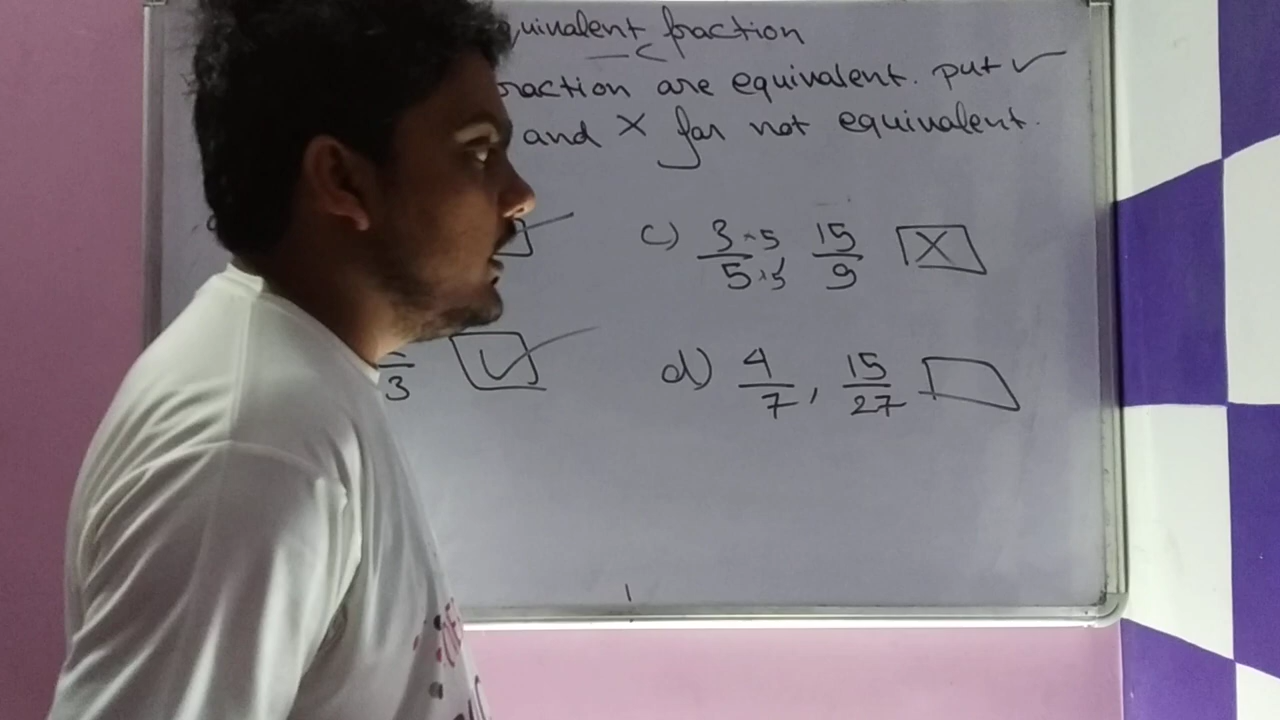 quivalent fraction
raction are equivalent. put ✓
and X for not equivalent.
c) 3×5/5×5 15/9 X
3 ✓
d) 4/7, 15/27